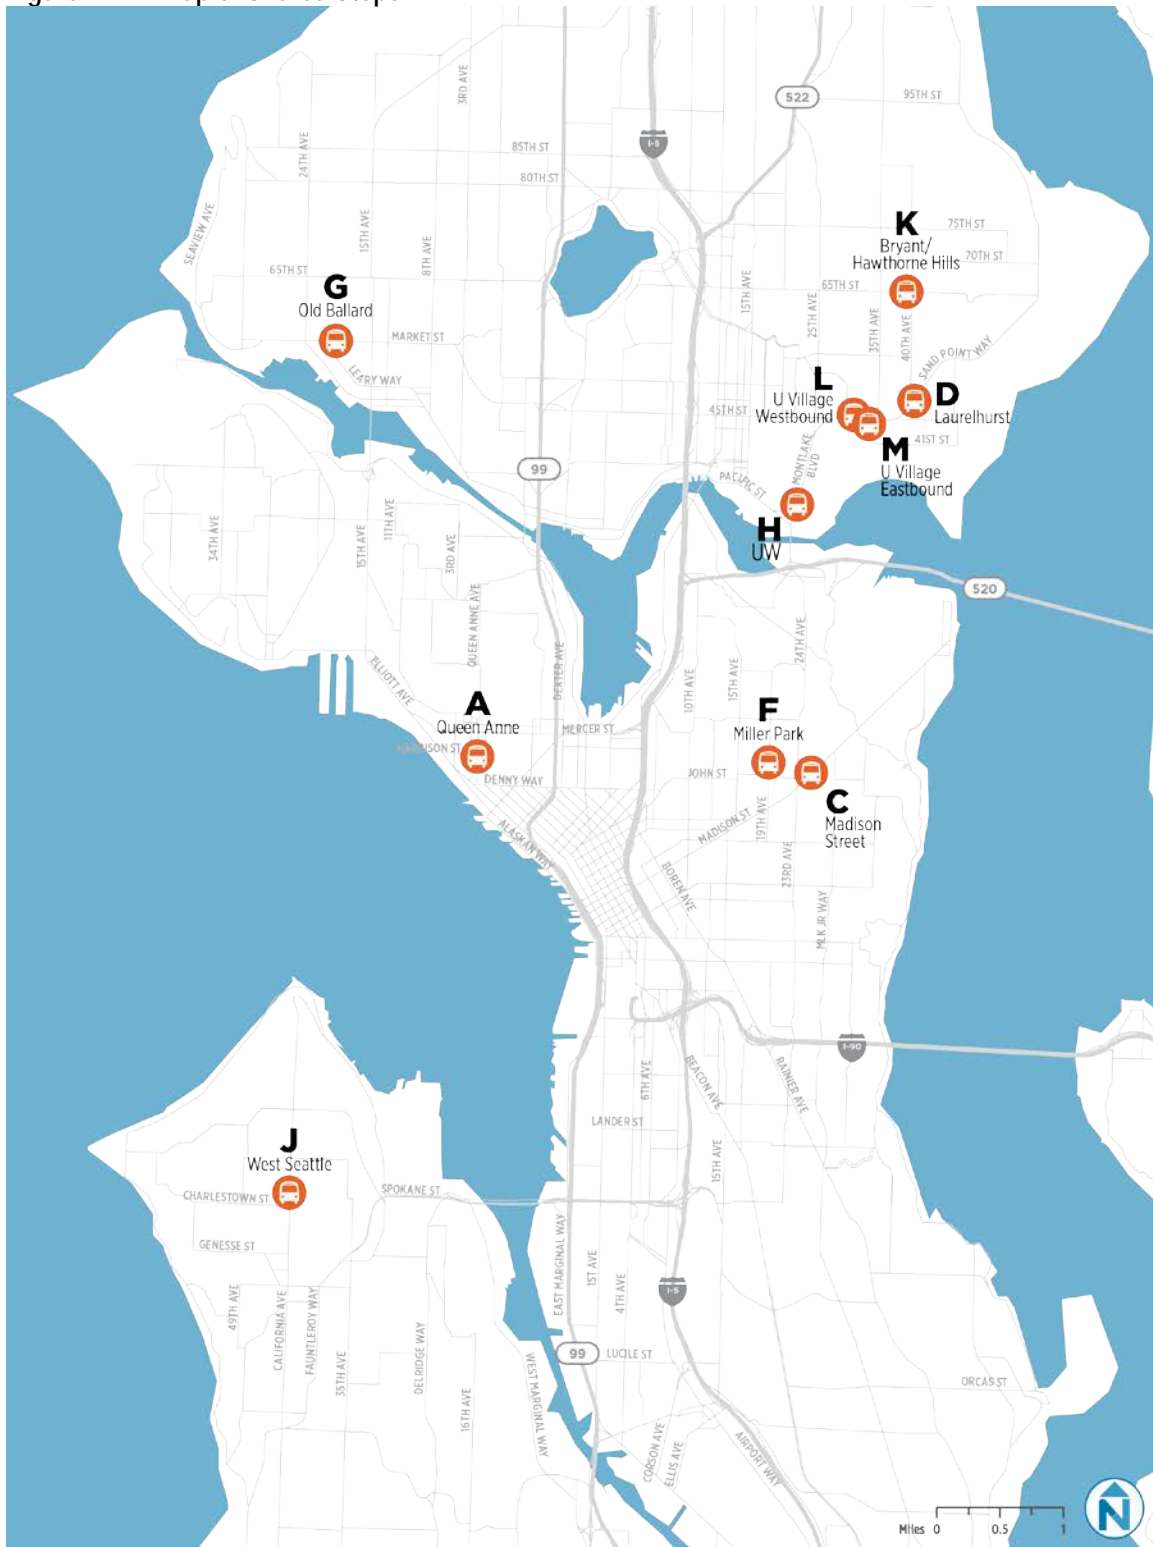 522
95TH ST
3RD AVE
I-5
85TH ST
80TH ST
24TH AVE
SEAVIEW AVE
15TH AVE
8TH AVE
65TH ST
75TH ST
70TH ST
K
Bryant/
Hawthorne Hills
65TH ST
15TH AVE
25TH AVE
35TH AVE
40TH AVE
SAND POINT WAY
G
Old Ballard
MARKET ST
LEARY WAY
L
U Village
Westbound
D
Laurelhurst
45TH ST
41ST ST
M
U Village
Eastbound
MONTLAKE
BLVD
PACIFIC ST
99
H
UW
520
34TH AVE
15TH AVE
11TH AVE
3RD AVE
QUEEN ANNE AVE
ELLIOTT AVE
DEXTER AVE
24TH AVE
10TH AVE
15TH AVE
A
Queen Anne
HARRISON ST
MERCER ST
DENNY WAY
F
Miller Park
JOHN ST
C
Madison
Street
MADISON ST
19TH AVE
23RD AVE
ALASKAN WAY
BOREN AVE
MLK JR WAY
I-90
6TH AVE
BEACON AVE
RAINIER AVE
LANDER ST
15TH AVE
J
West Seattle
CHARLESTOWN ST
SPOKANE ST
GENESSE ST
49TH AVE
CALIFORNIA AVE
FAUNTLEROY WAY
35TH AVE
DELRIDGE WAY
16TH AVE
WEST MARGINAL WAY
EAST MARGINAL WAY
1ST AVE
4TH AVE
I-5
99
LUCILE ST
ORCAS ST
CORSON AVE
ELLIS AVE
AIRPORT WAY
Miles 0 0.5 1
N